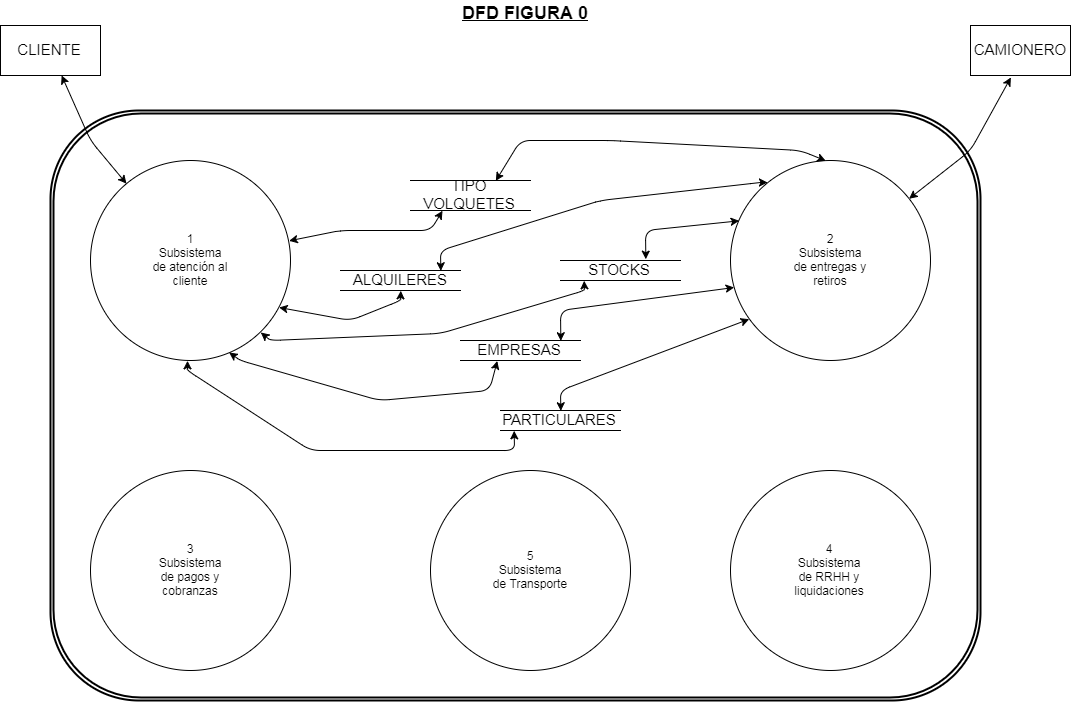 DFD FIGURA 0
CLIENTE
CAMIONERO
TIPO
VOLQUETES
1
Subsistema
de atención al
cliente
2
Subsistema
de entregas y
retiros
STOCKS
ALQUILERES
EMPRESAS
PARTICULARES
3
Subsistema
de pagos y
cobranzas
5
Subsistema
de Transporte
4
Subsistema
de RRHH y
liquidaciones